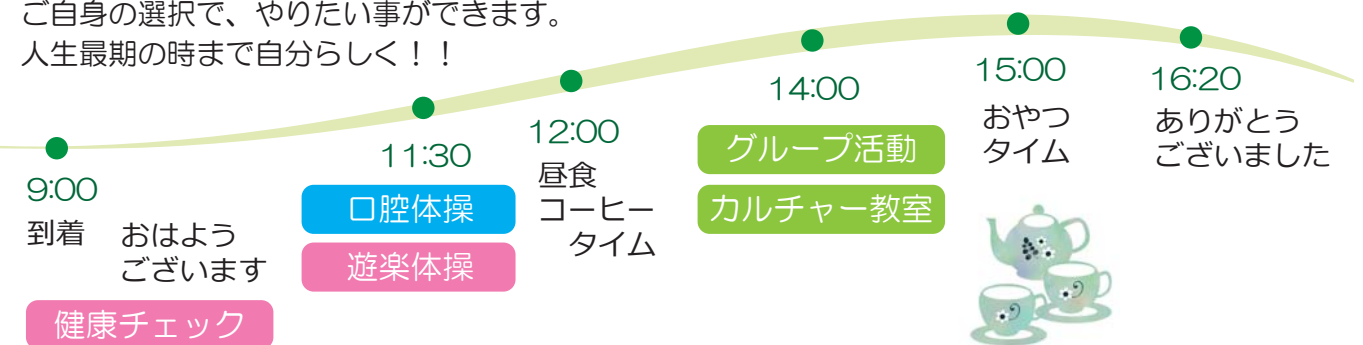 ご自身の選択で、やりたい事ができます。
人生最期の時まで自分らしく！！
9:00
到着
おはよう
ございます
健康チェック
11:30
口腔体操
遊楽体操
12:00
昼食
コーヒー
タイム
14:00
グループ活動
カルチャー教室
15:00
おやつ
タイム
16:20
ありがとう
ございました